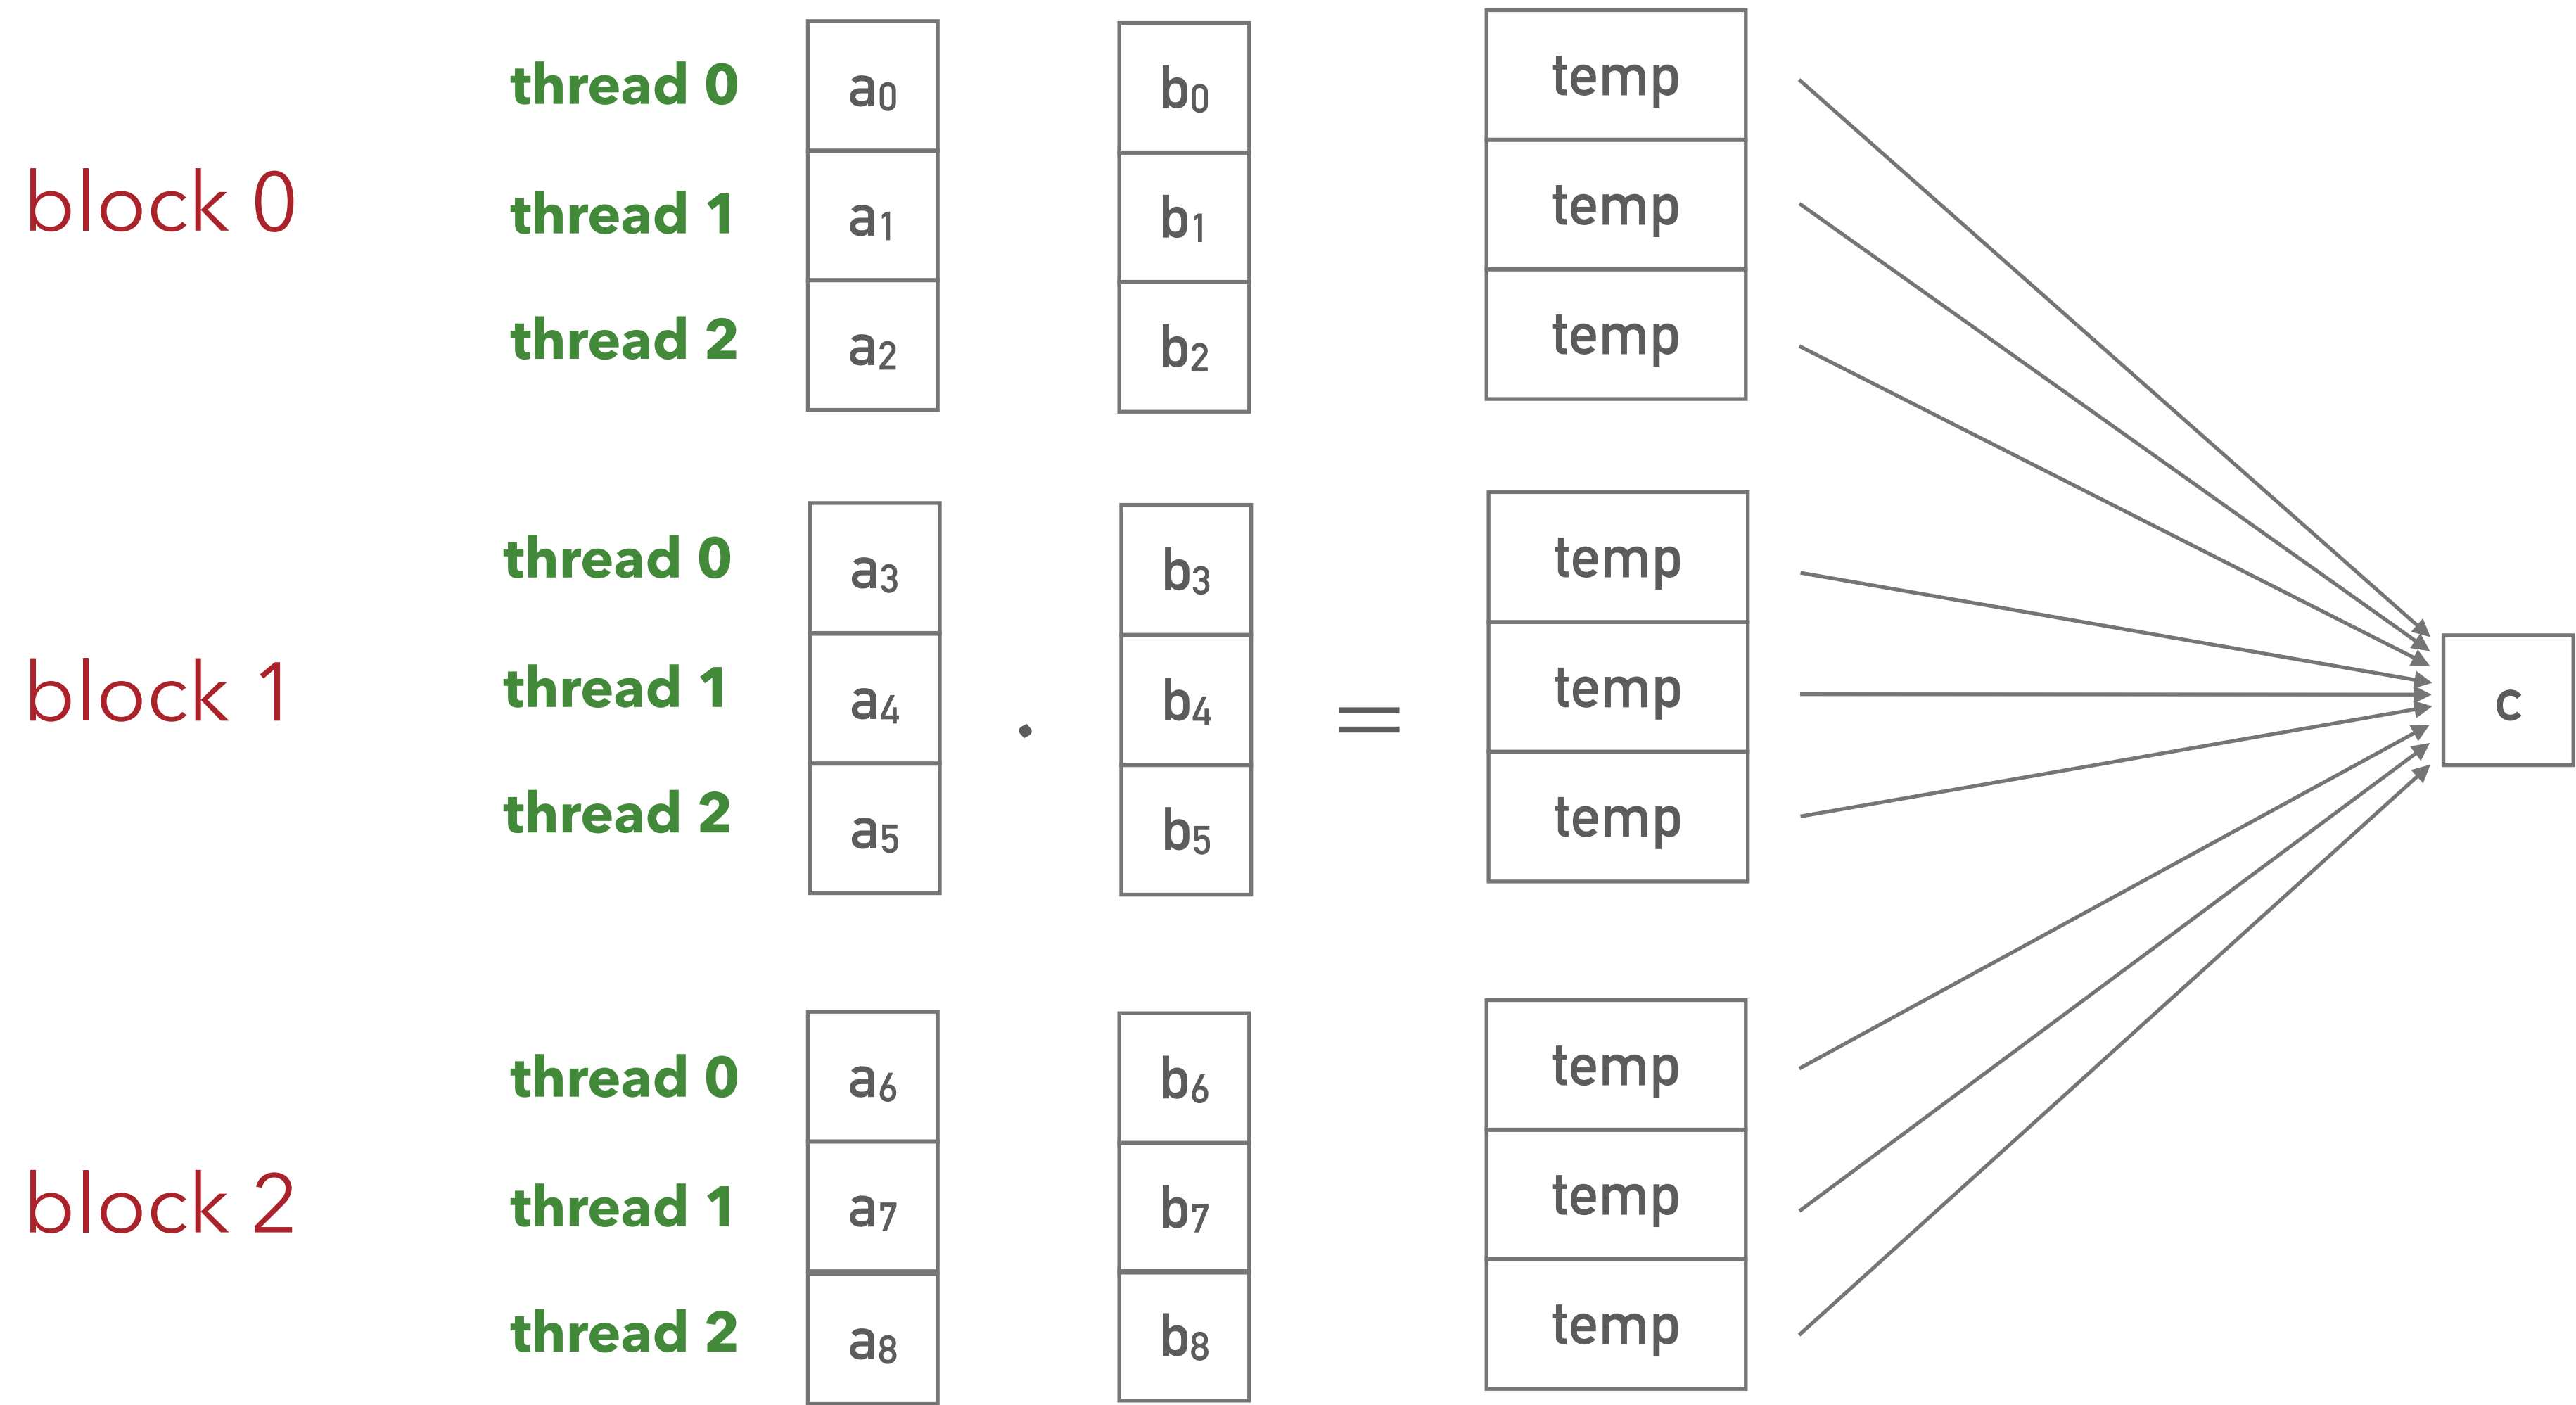 thread 0 a0 b0 temp
block 0
thread 1 a1 b1 temp
thread 2 a2 b2 temp
thread 0 a3 b3 temp
block 1
thread 1 a4 b4 temp
· = c
thread 2 a5 b5 temp
thread 0 a6 b6 temp
block 2
thread 1 a7 b7 temp
thread 2 a8 b8 temp